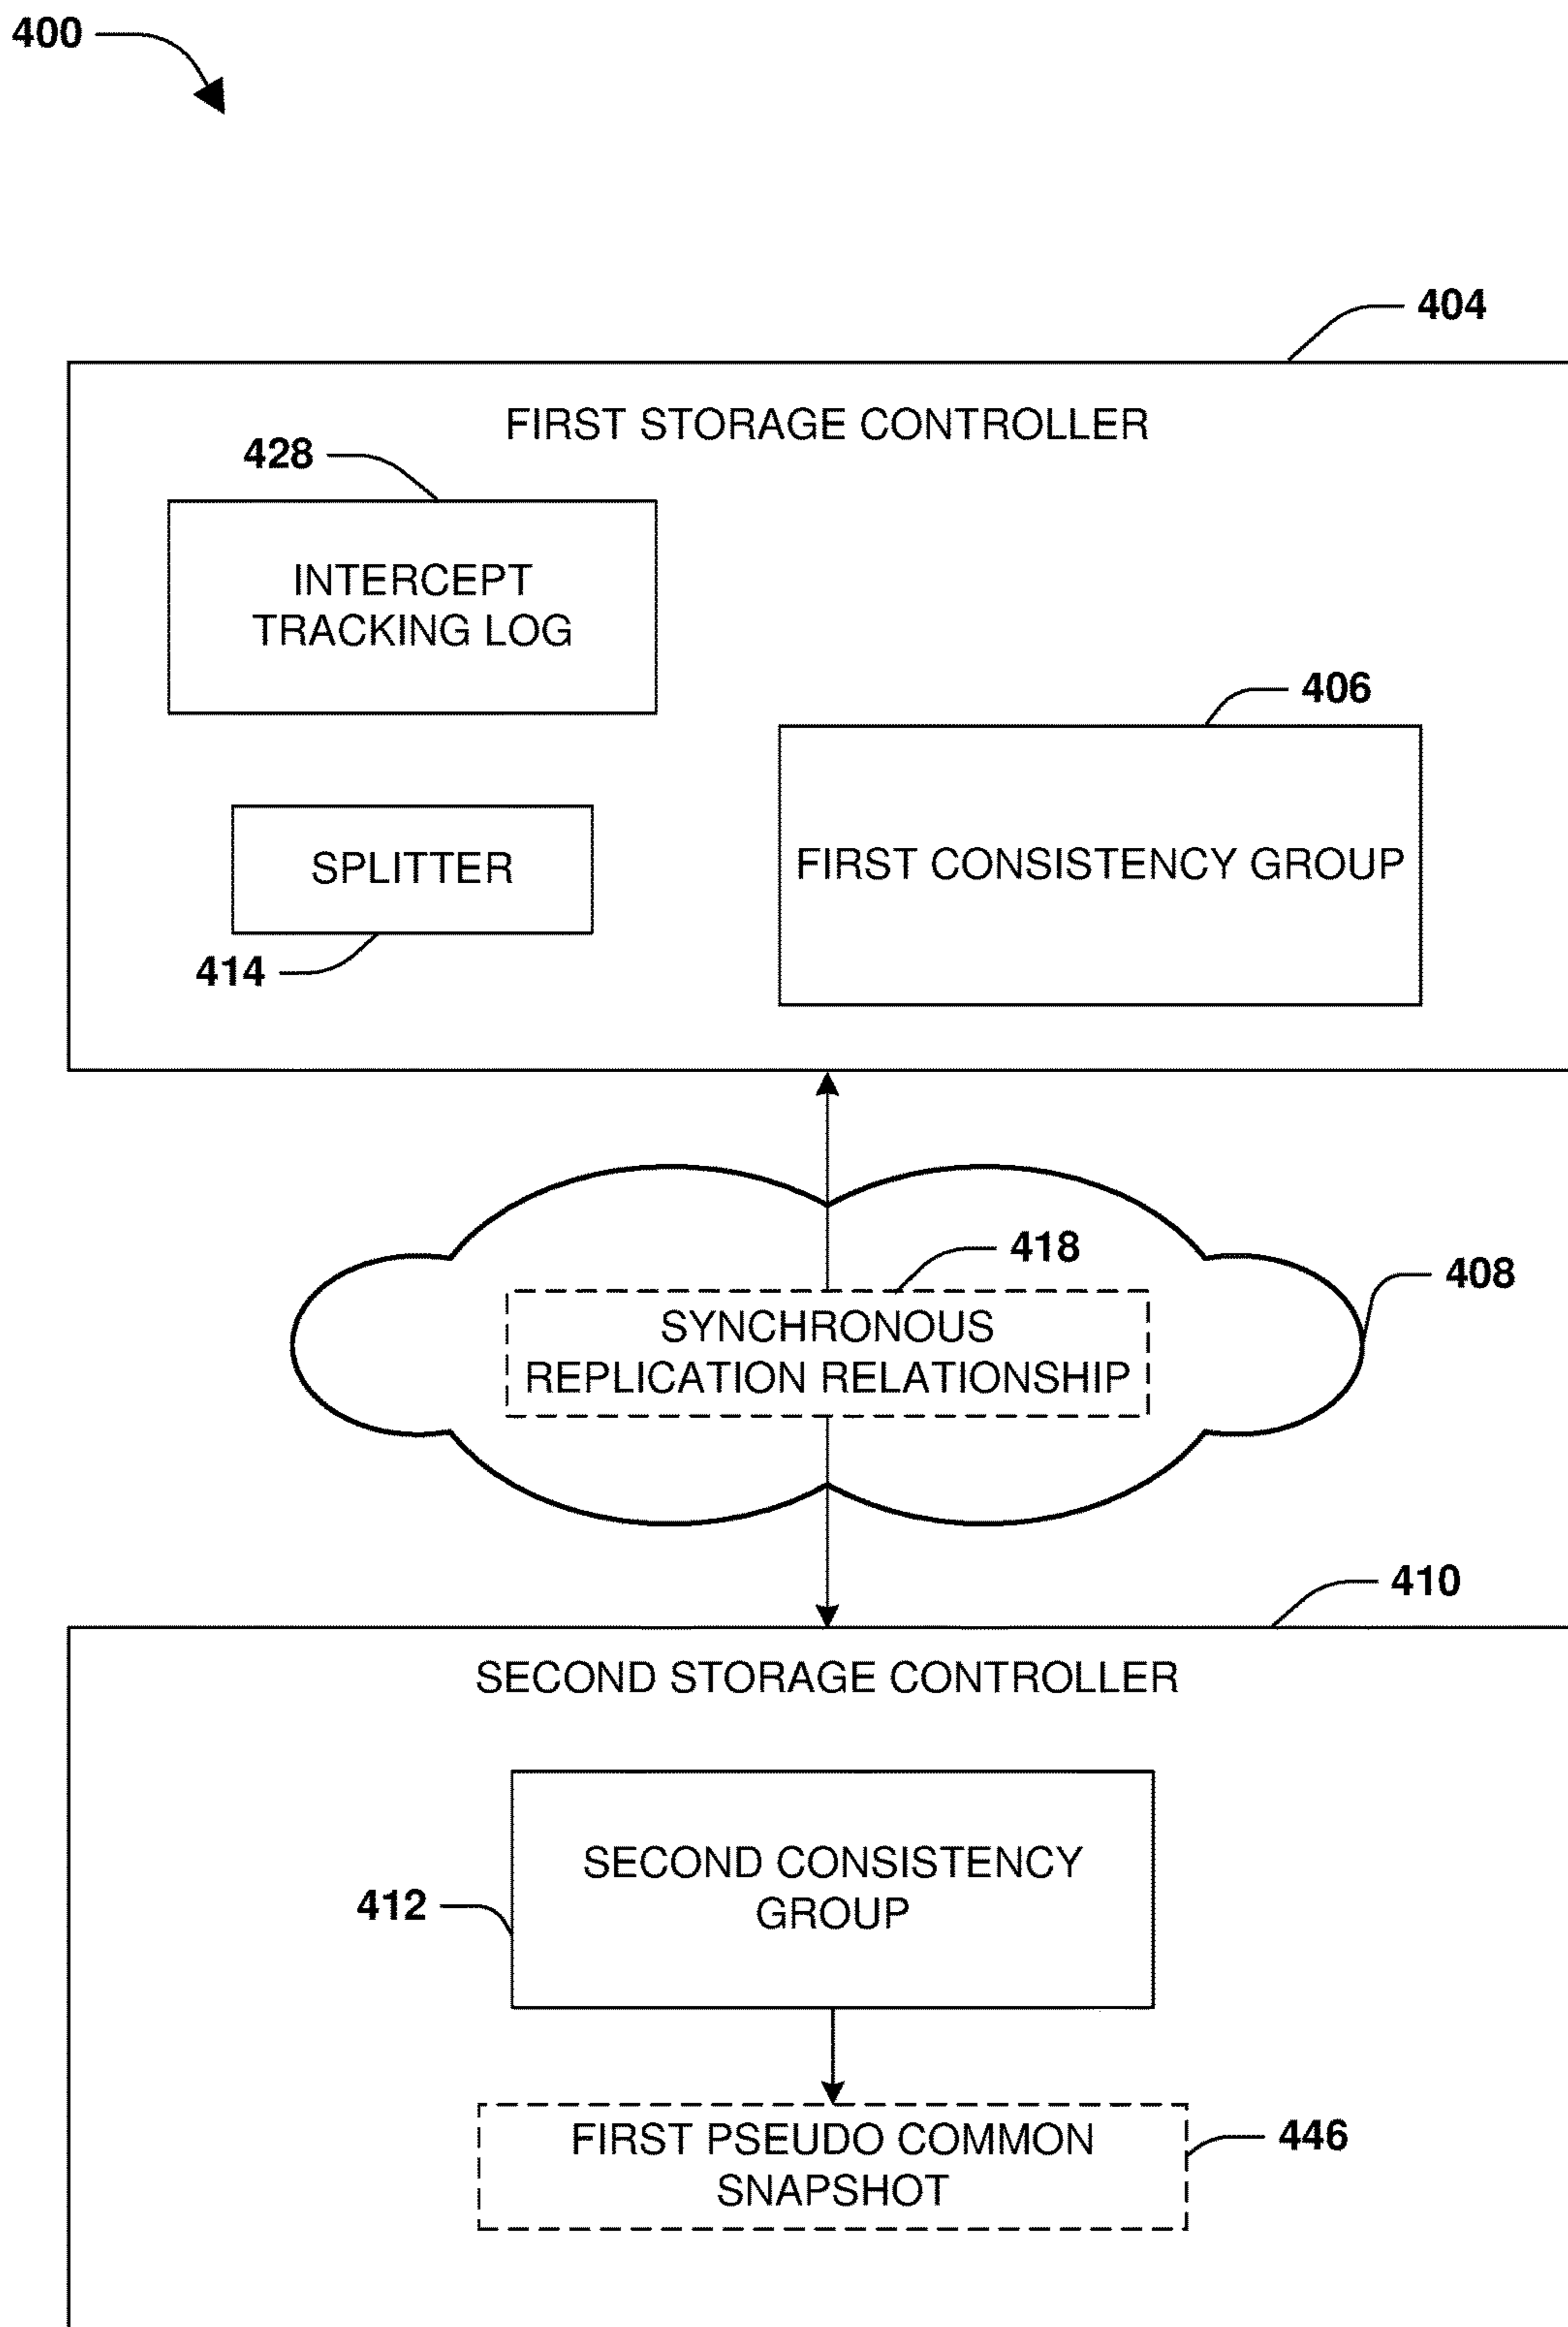 400
404
FIRST STORAGE CONTROLLER
428
INTERCEPT
TRACKING LOG
406
FIRST CONSISTENCY GROUP
SPLITTER
414
418
408
SYNCHRONOUS
REPLICATION RELATIONSHIP
410
SECOND STORAGE CONTROLLER
SECOND CONSISTENCY
GROUP
412
FIRST PSEUDO COMMON
SNAPSHOT
446